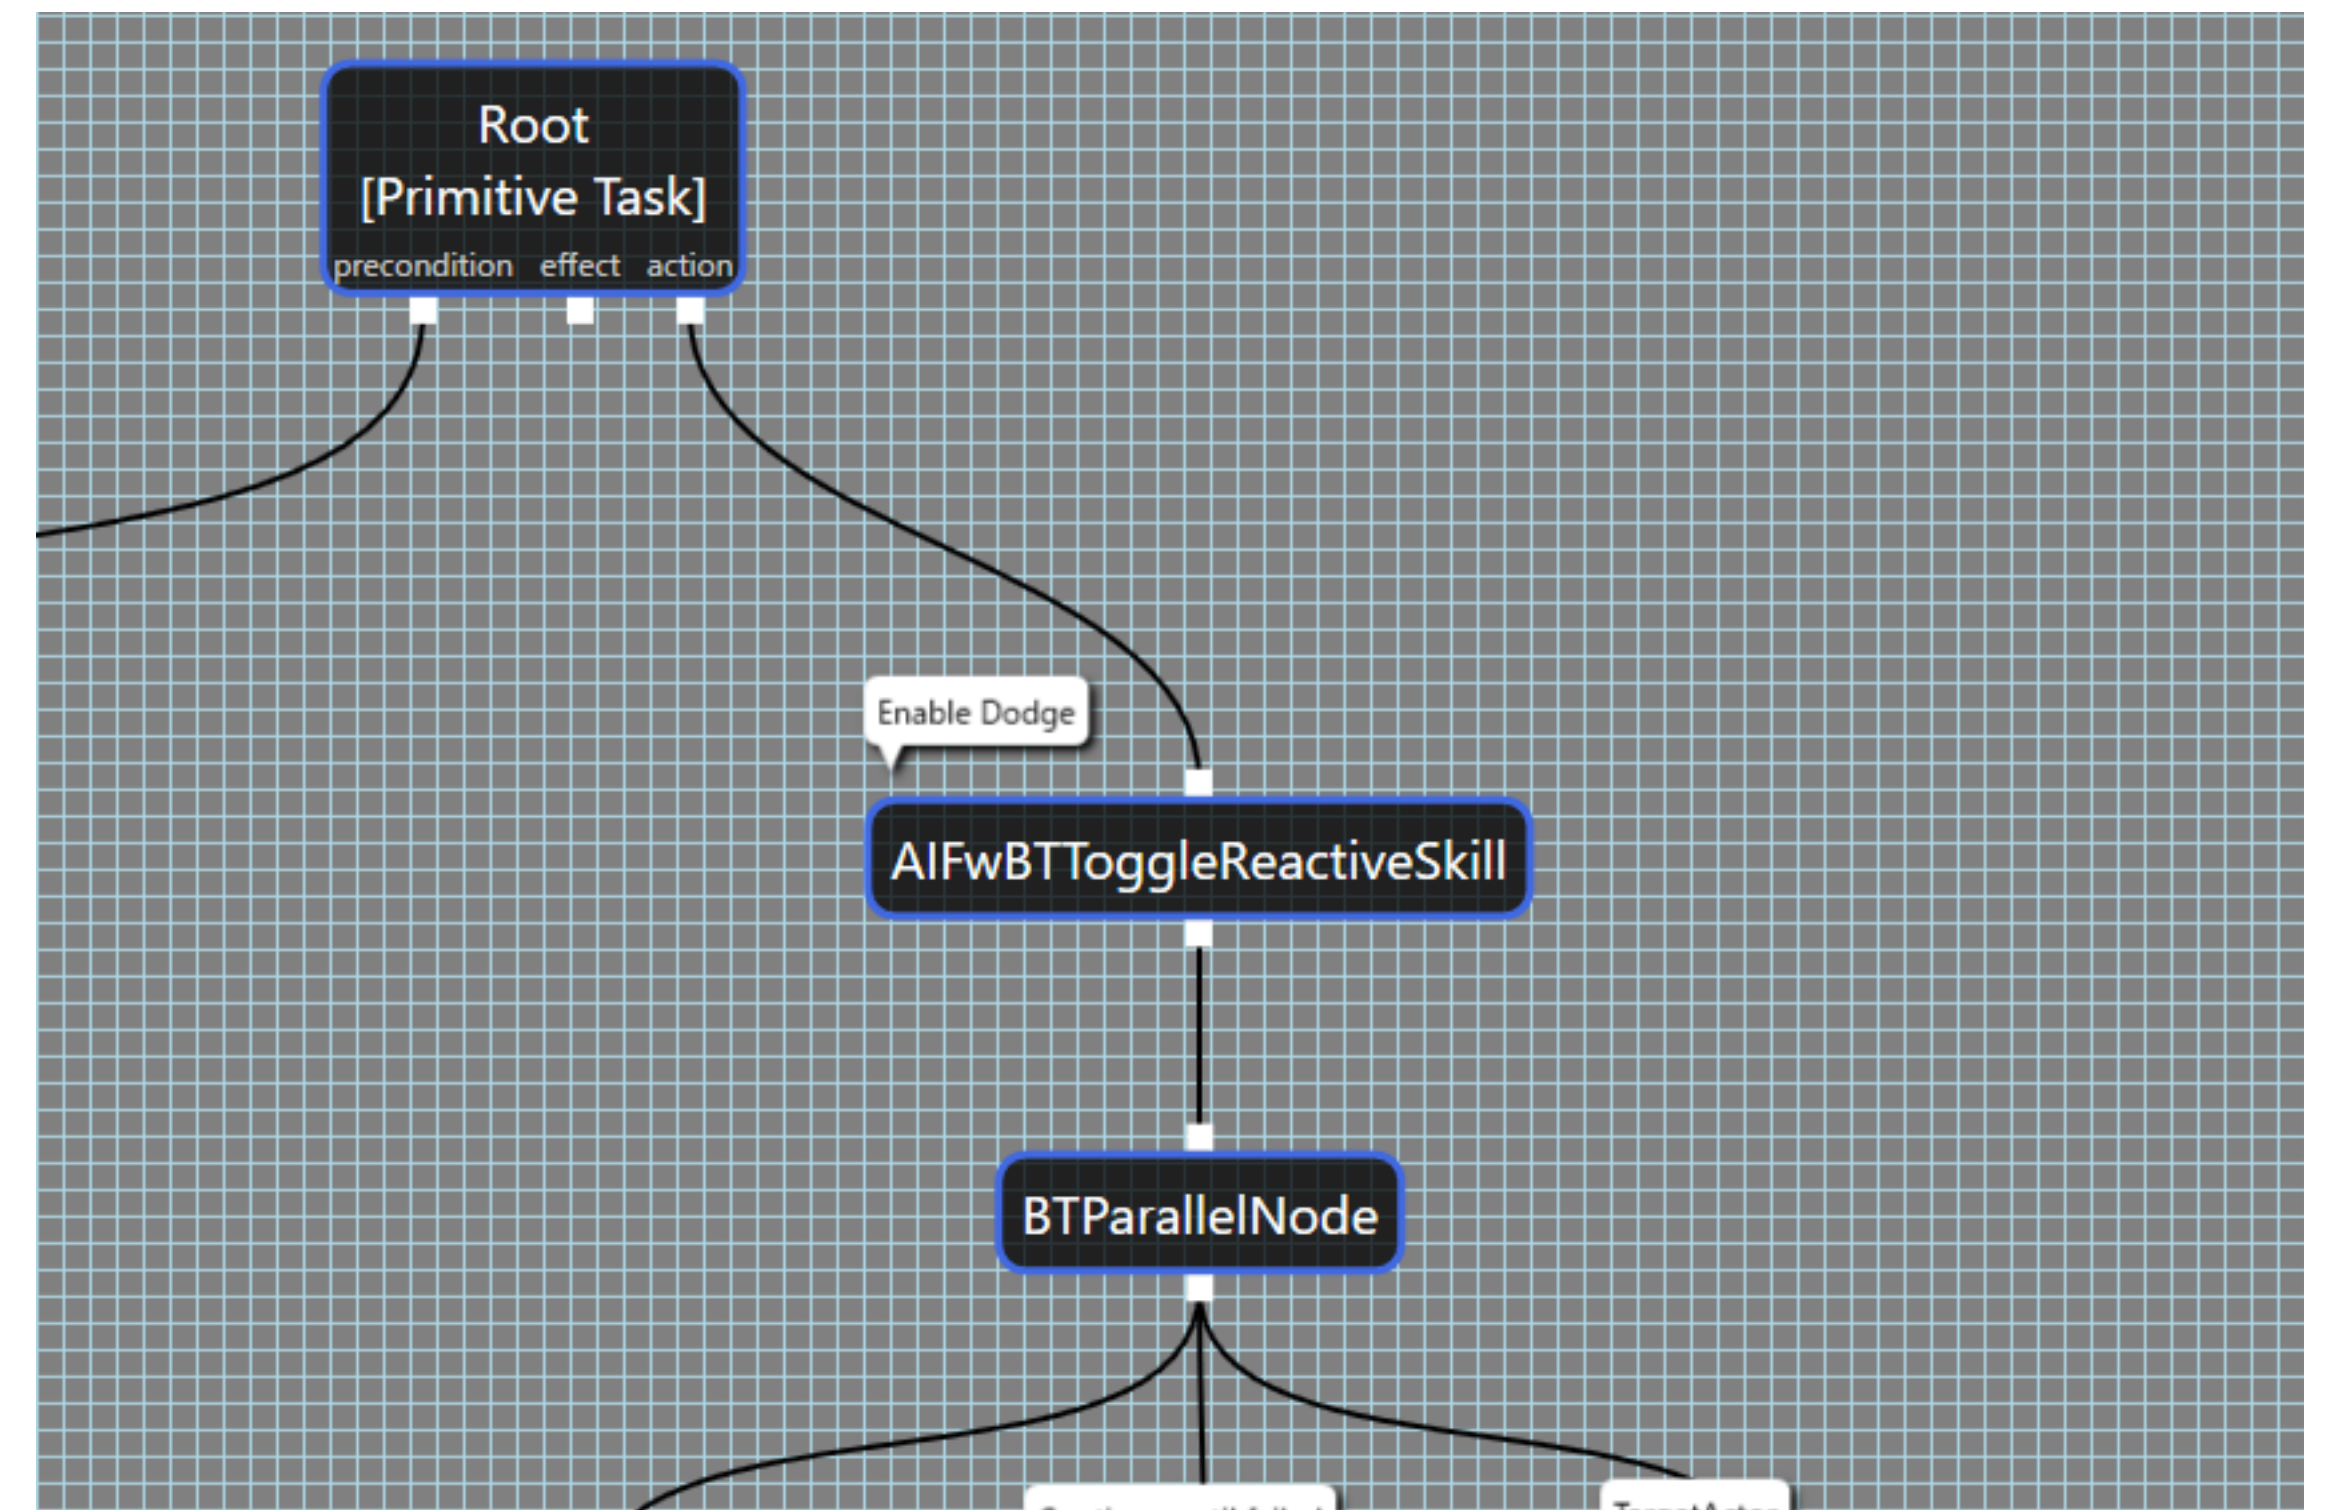 Root
[Primitive Task]
precondition effect action
Enable Dodge
AIFwBTToggleReactiveSkill
BTParallelNode